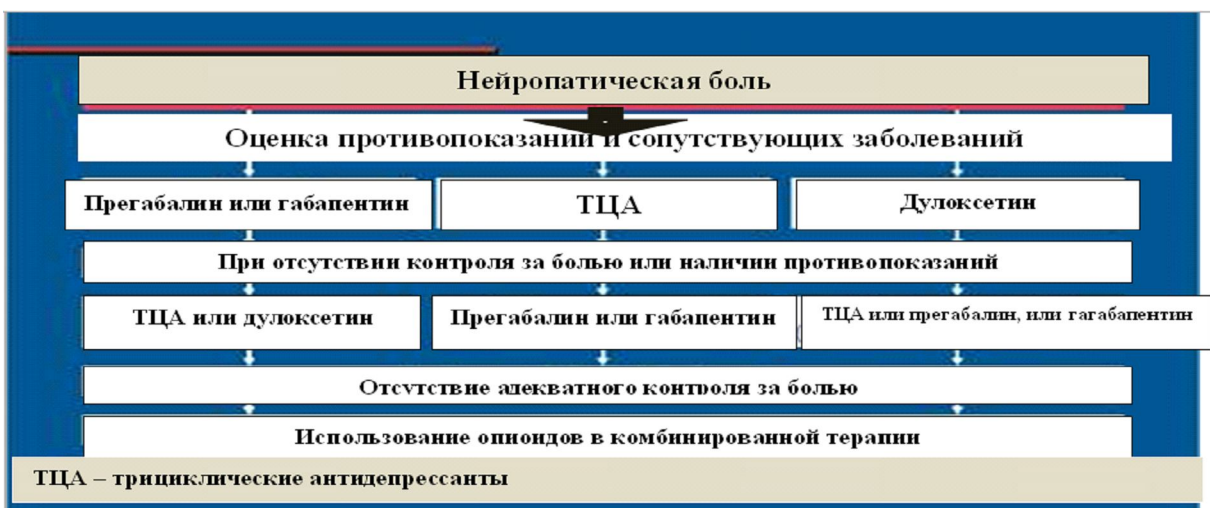 Нейропатическая боль
Оценка противопоказаний и сопутствующих заболеваний
Прегабалин или габапентин
ТЦА
Дулоксетин
При отсутствии контроля за болью или наличии противопоказаний
ТЦА или дулоксетин
Прегабалин или габапентин
ТЦА или прегабалин, или гагабапентин
Отсутствие адекватного контроля за болью
Использование опиоидов в комбинированной терапии
ТЦА – трициклические антидепрессанты